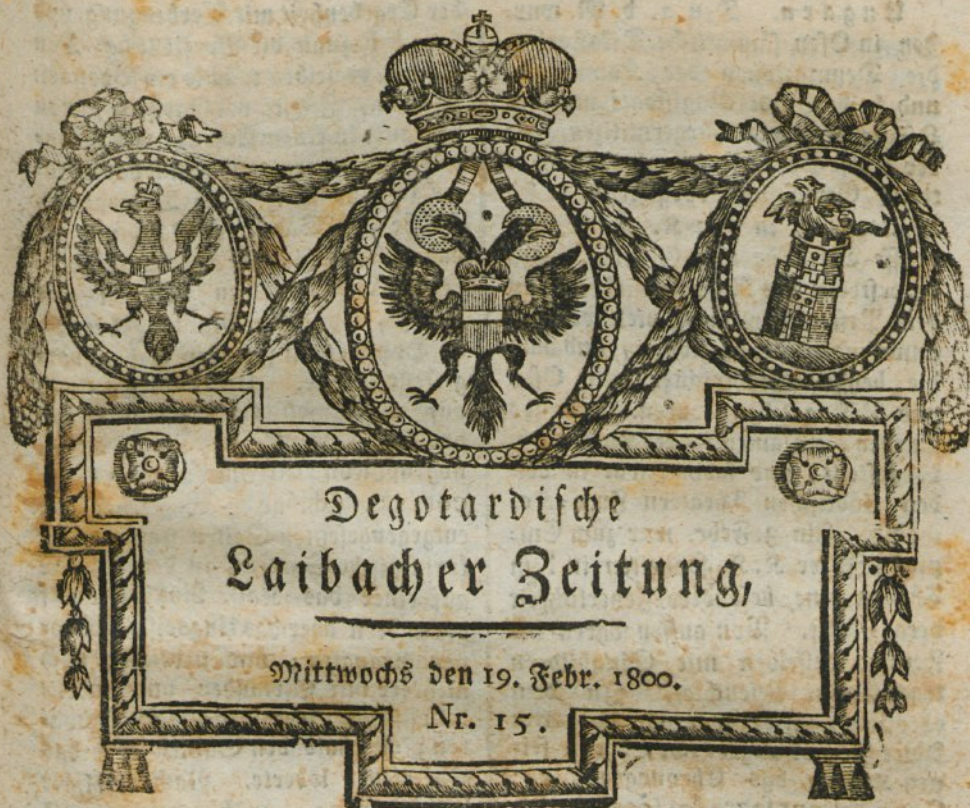 Degotardische
Laibacher Zeitung,
Mittwochs den 19. Febr. 1800.
Nr. 15.